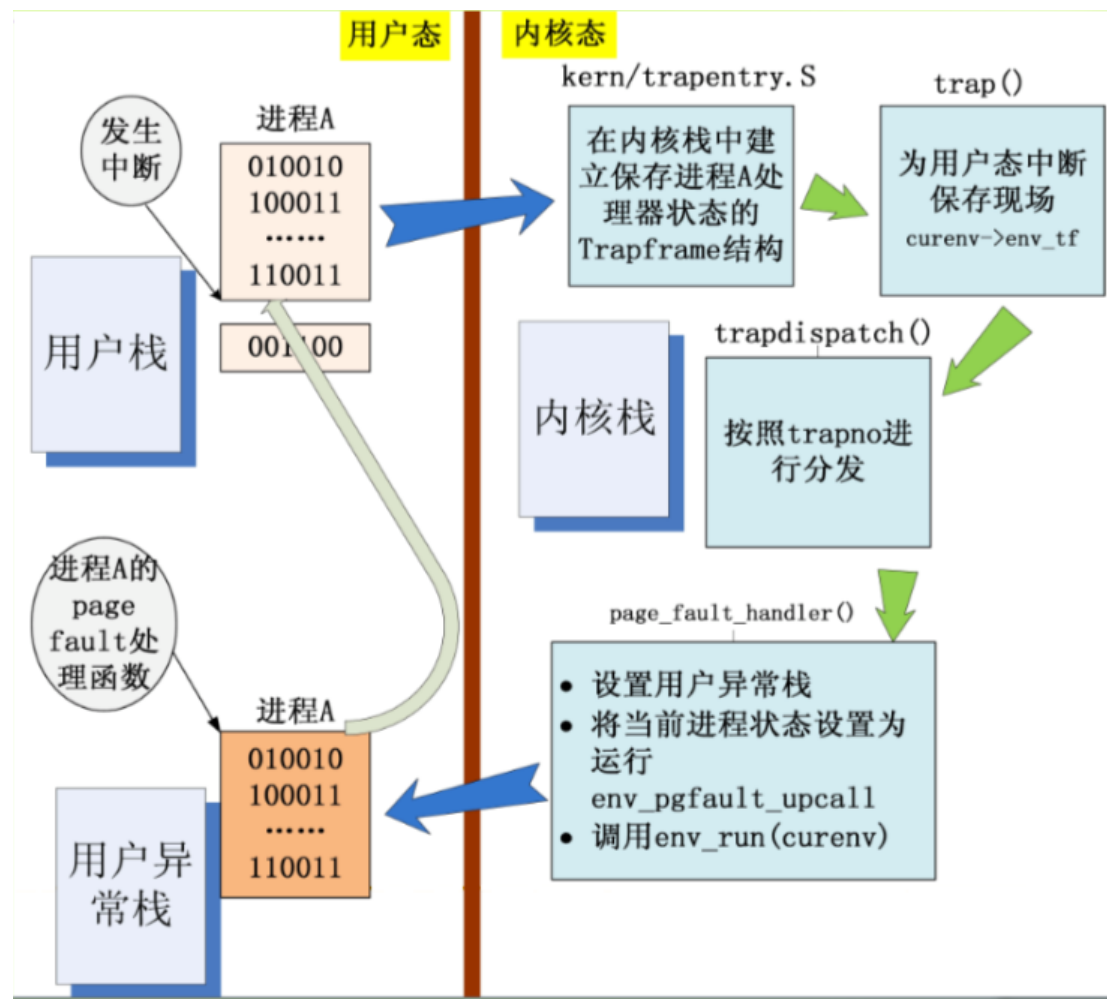 用户态
内核态
kern/trapentry.S
trap()
发生
中断
进程A
010010
100011
……
110011
001100
用户栈
在内核栈中建
立保存进程A处
理器状态的
Trapframe结构
为用户态中断
保存现场
curenv->env_tf
trapdispatch()
内核栈
按照trapno进
行分发
进程A的
page
fault处
理函数
进程A
010010
100011
……
110011
用户异
常栈
page_fault_handler()
• 设置用户异常栈
• 将当前进程状态设置为
运行
env_pgfault_upcall
• 调用env_run(curenv)